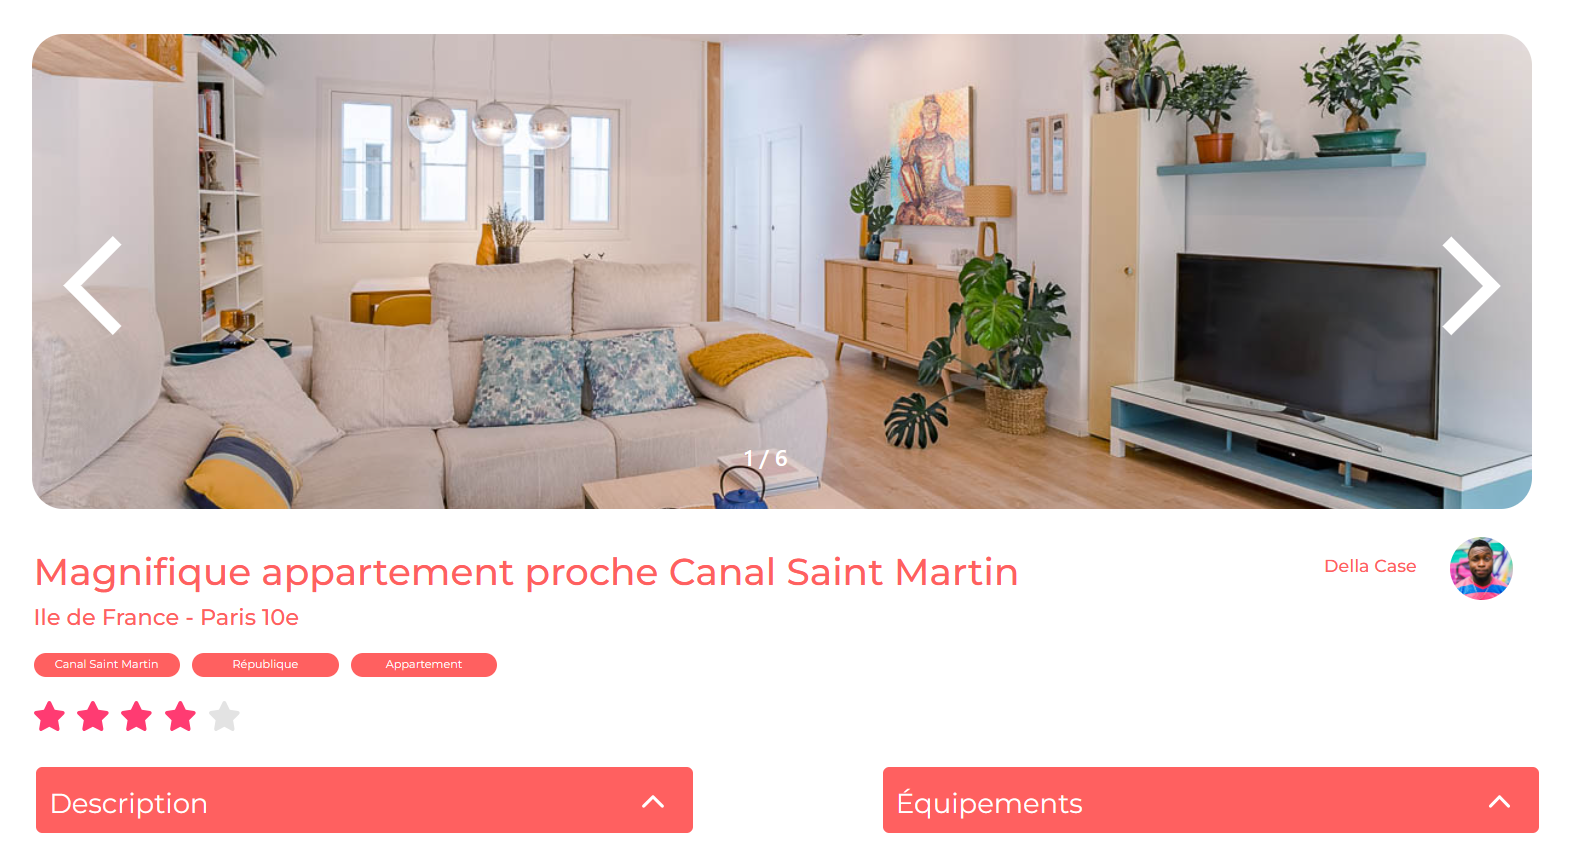 1 / 6
Magnifique appartement proche Canal Saint Martin
Della Case
Ile de France - Paris 10e
Canal Saint Martin
République
Appartement
Description
Équipements